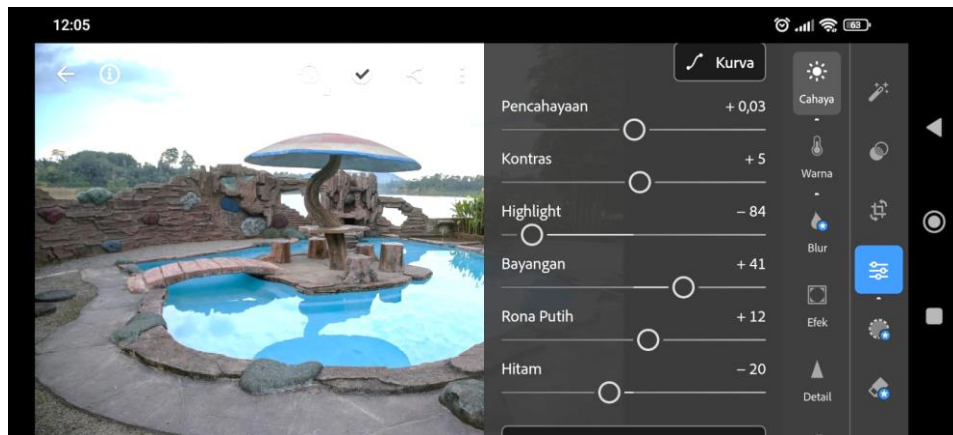 12:05
63
Kurva
Pencahayaan + 0,03
Kontras + 5
Highlight – 84
Bayangan + 41
Rona Putih + 12
Hitam – 20
Cahaya
Warna
Blur
Efek
Detail